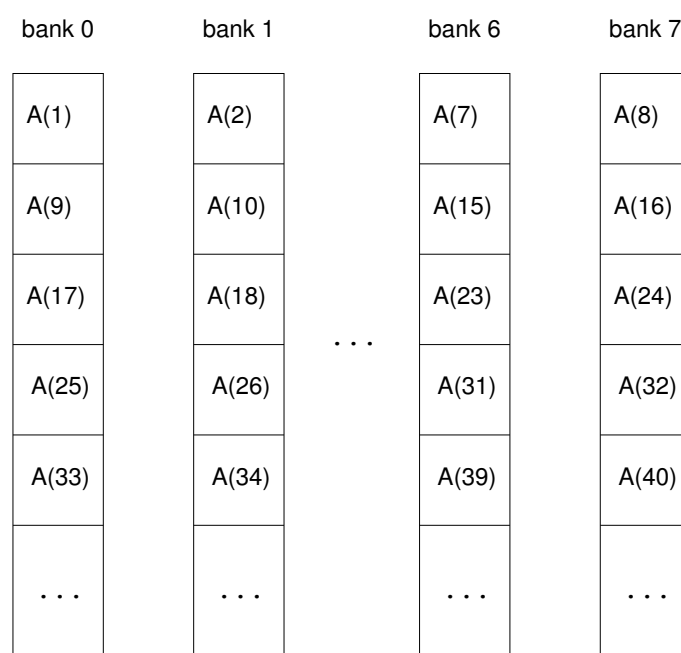 bank 0 bank 1 bank 6 bank 7
A(1) A(2) A(7) A(8)
A(9) A(10) A(15) A(16)
A(17) A(18) A(23) A(24)
. . .
A(25) A(26) A(31) A(32)
A(33) A(34) A(39) A(40)
. . . . . . . . . . . .